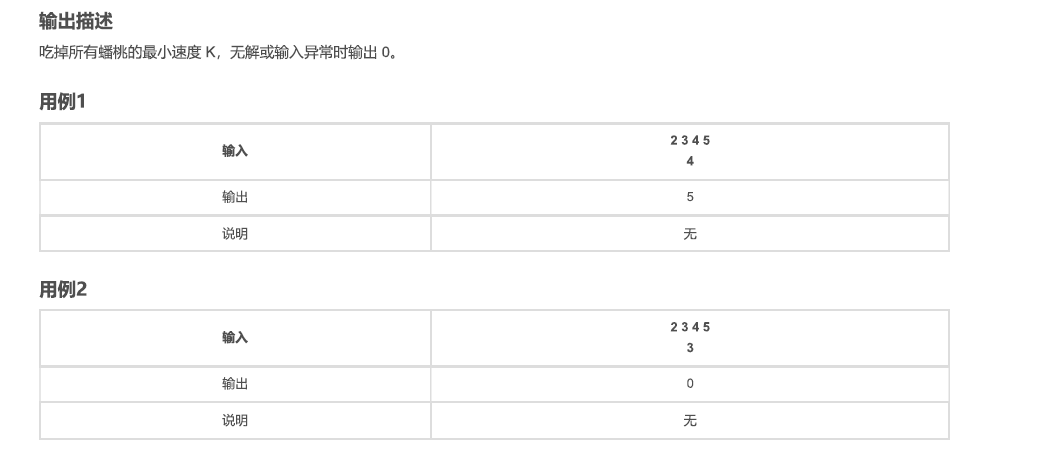 输出描述
吃掉所有蟠桃的最小速度 K，无解或输入异常时输出 0。
用例1
输入
2 3 4 5
4
输出
5
说明
无
用例2
输入
2 3 4 5
3
输出
0
说明
无